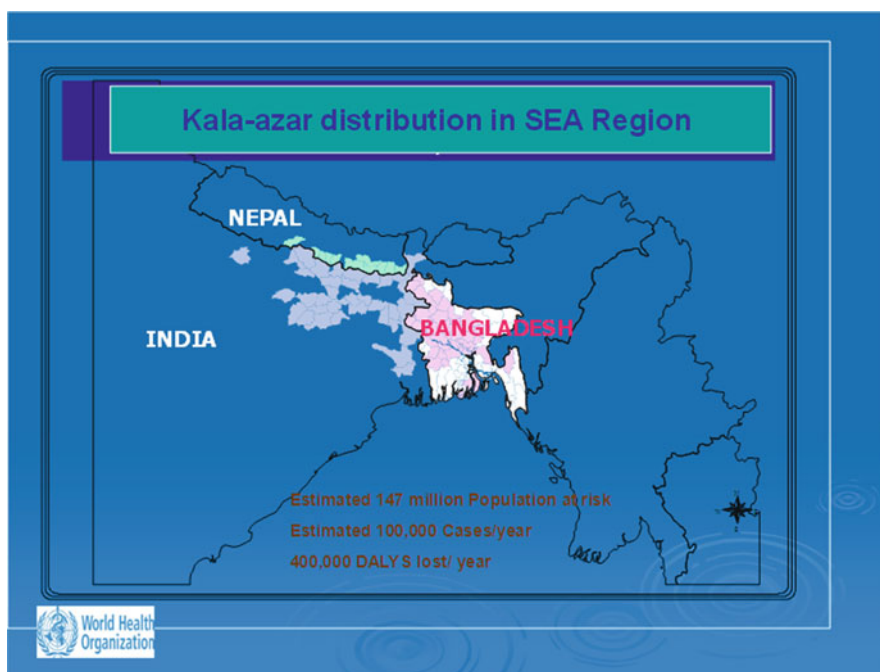 Kala-azar distribution in SEA Region
NEPAL
BANGLADESH
INDIA
Estimated 147 million Population at risk
Estimated 100,000 Cases/year
400,000 DALYS lost/ year
World Health
Organization